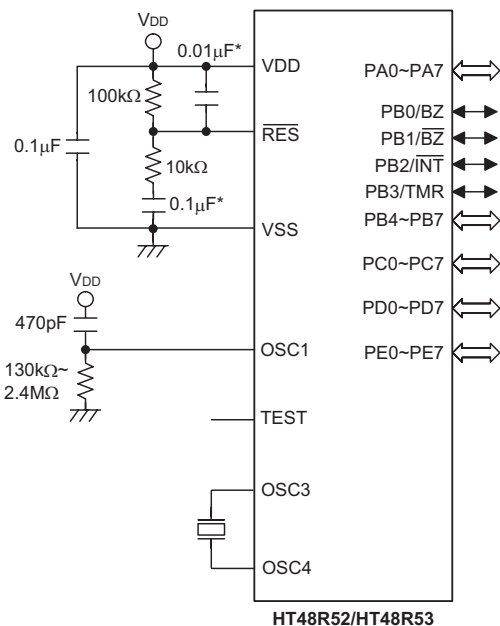 VDD
0.01μF*
VDD
PA0~PA7
100kΩ
PB0/BZ
RES
PB1/BZ
0.1μF
10kΩ
PB2/INT
PB3/TMR
0.1μF*
PB4~PB7
VSS
PC0~PC7
VDD
PD0~PD7
470pF
OSC1
PE0~PE7
130kΩ~
2.4MΩ
TEST
OSC3
OSC4
HT48R52/HT48R53